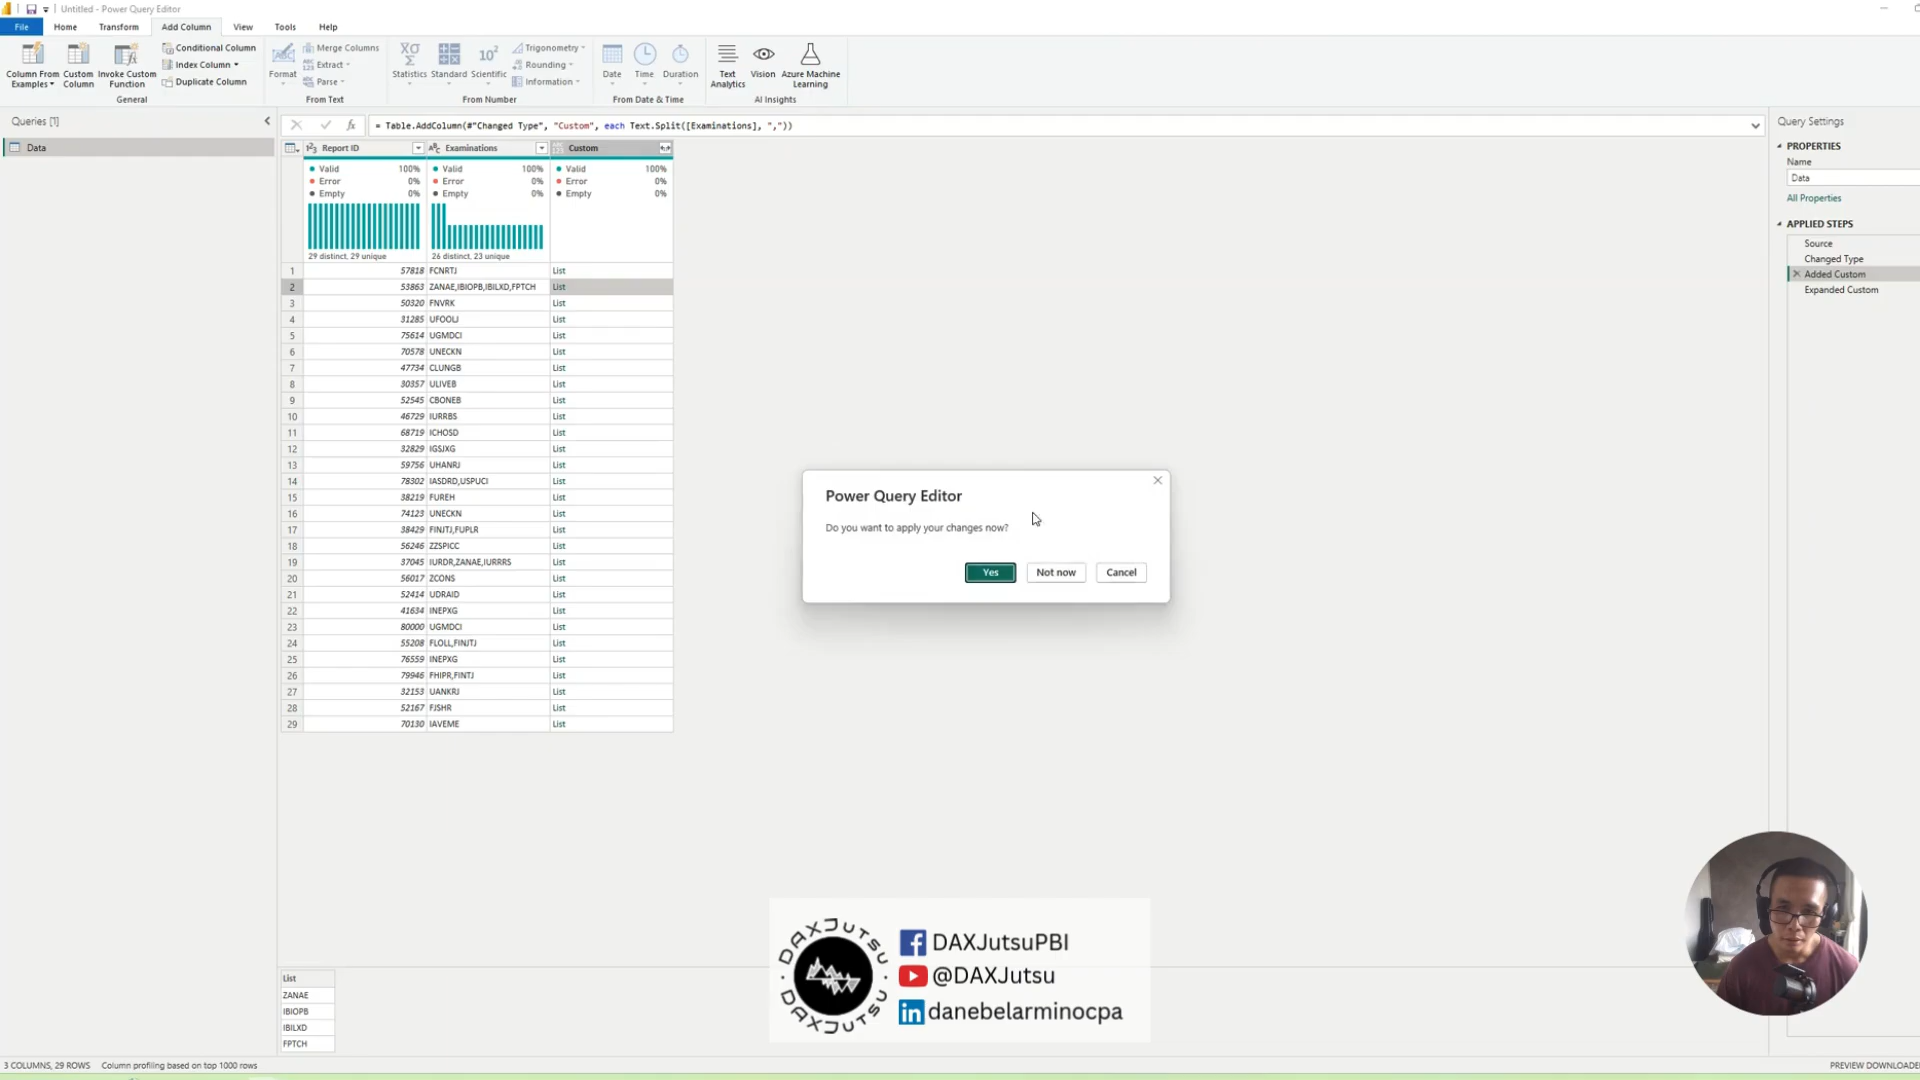 Untitled - Power Query Editor
File Home Transform Add Column View Tools Help
Column From Examples
Custom Column
Invoke Custom Function
Conditional Column
Index Column
Duplicate Column
General
Format
Merge Columns
Extract
Parse
From Text
Statistics
Standard
10² Scientific
Trigonometry
Rounding
Information
From Number
Date
Time
Duration
From Date & Time
Text Analytics
Vision
Azure Machine Learning
AI Insights
Queries [1]
Data
fx = Table.AddColumn(#"Changed Type", "Custom", each Text.Split([Examinations], ","))
Report ID Examinations Custom
Valid 100% Valid 100% Valid 100%
Error 0% Error 0% Error 0%
Empty 0% Empty 0% Empty 0%
29 distinct, 29 unique 26 distinct, 23 unique
1 57818 FCNRTJ List
2 53863 ZANAE,IBIOPB,IBILXD,FPTCH List
3 50320 FNVRK List
4 31285 UFOOLJ List
5 75614 UGMDCI List
6 70578 UNECKN List
7 47734 CLUNGB List
8 30357 ULIVEB List
9 52545 CBONEB List
10 46729 IURRBS List
11 68719 ICHOSD List
12 32829 IGSJXG List
13 59756 UHANRJ List
14 78302 IASDRD,USPUCI List
15 38219 FUREH List
16 74123 UNECKN List
17 38429 FINJTJ,FUPLR List
18 56246 ZZSPICC List
19 37045 IURDR,ZANAE,IURRRS List
20 56017 ZCONS List
21 52414 UDRAID List
22 41634 INEPXG List
23 80000 UGMDCI List
24 55208 FLOLL,FINJTJ List
25 76559 INEPXG List
26 79946 FHIPR,FINTJ List
27 32153 UANKRJ List
28 52167 FJSHR List
29 70130 IAVEME List
Power Query Editor
Do you want to apply your changes now?
Yes Not now Cancel
Query Settings
PROPERTIES
Name
Data
All Properties
APPLIED STEPS
Source
Changed Type
Added Custom
Expanded Custom
DAXJutsu
DAXJutsu
DAXJutsuPBI
@DAXJutsu
danebelarminocpa
List
ZANAE
IBIOPB
IBILXD
FPTCH
3 COLUMNS, 29 ROWS Column profiling based on top 1000 rows
PREVIEW DOWNLOADE